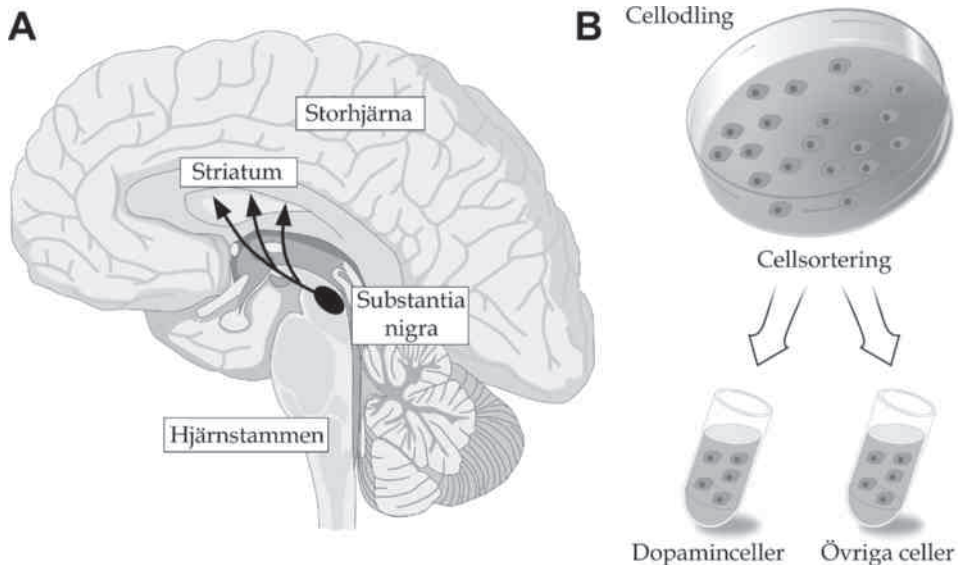 A
Storhjärna
Striatum
Substantia
nigra
Hjärnstammen
B
Cellodling
Cellsortering
Dopaminceller
Övriga celler